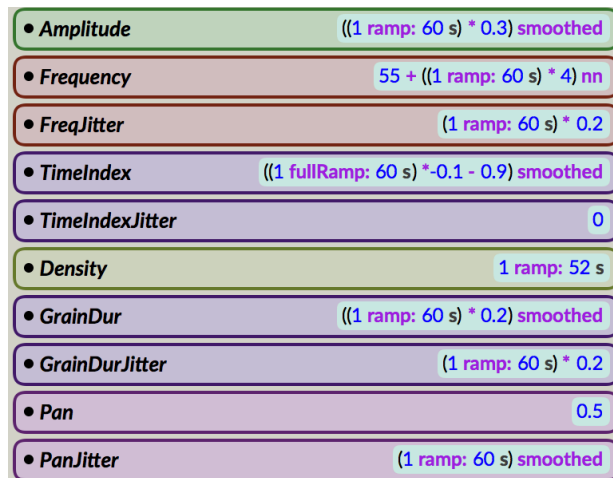 • Amplitude ((1 ramp: 60 s) * 0.3) smoothed
• Frequency 55 + ((1 ramp: 60 s) * 4) nn
• FreqJitter (1 ramp: 60 s) * 0.2
• TimeIndex ((1 fullRamp: 60 s) *-0.1 - 0.9) smoothed
• TimeIndexJitter 0
• Density 1 ramp: 52 s
• GrainDur ((1 ramp: 60 s) * 0.2) smoothed
• GrainDurJitter (1 ramp: 60 s) * 0.2
• Pan 0.5
• PanJitter (1 ramp: 60 s) smoothed